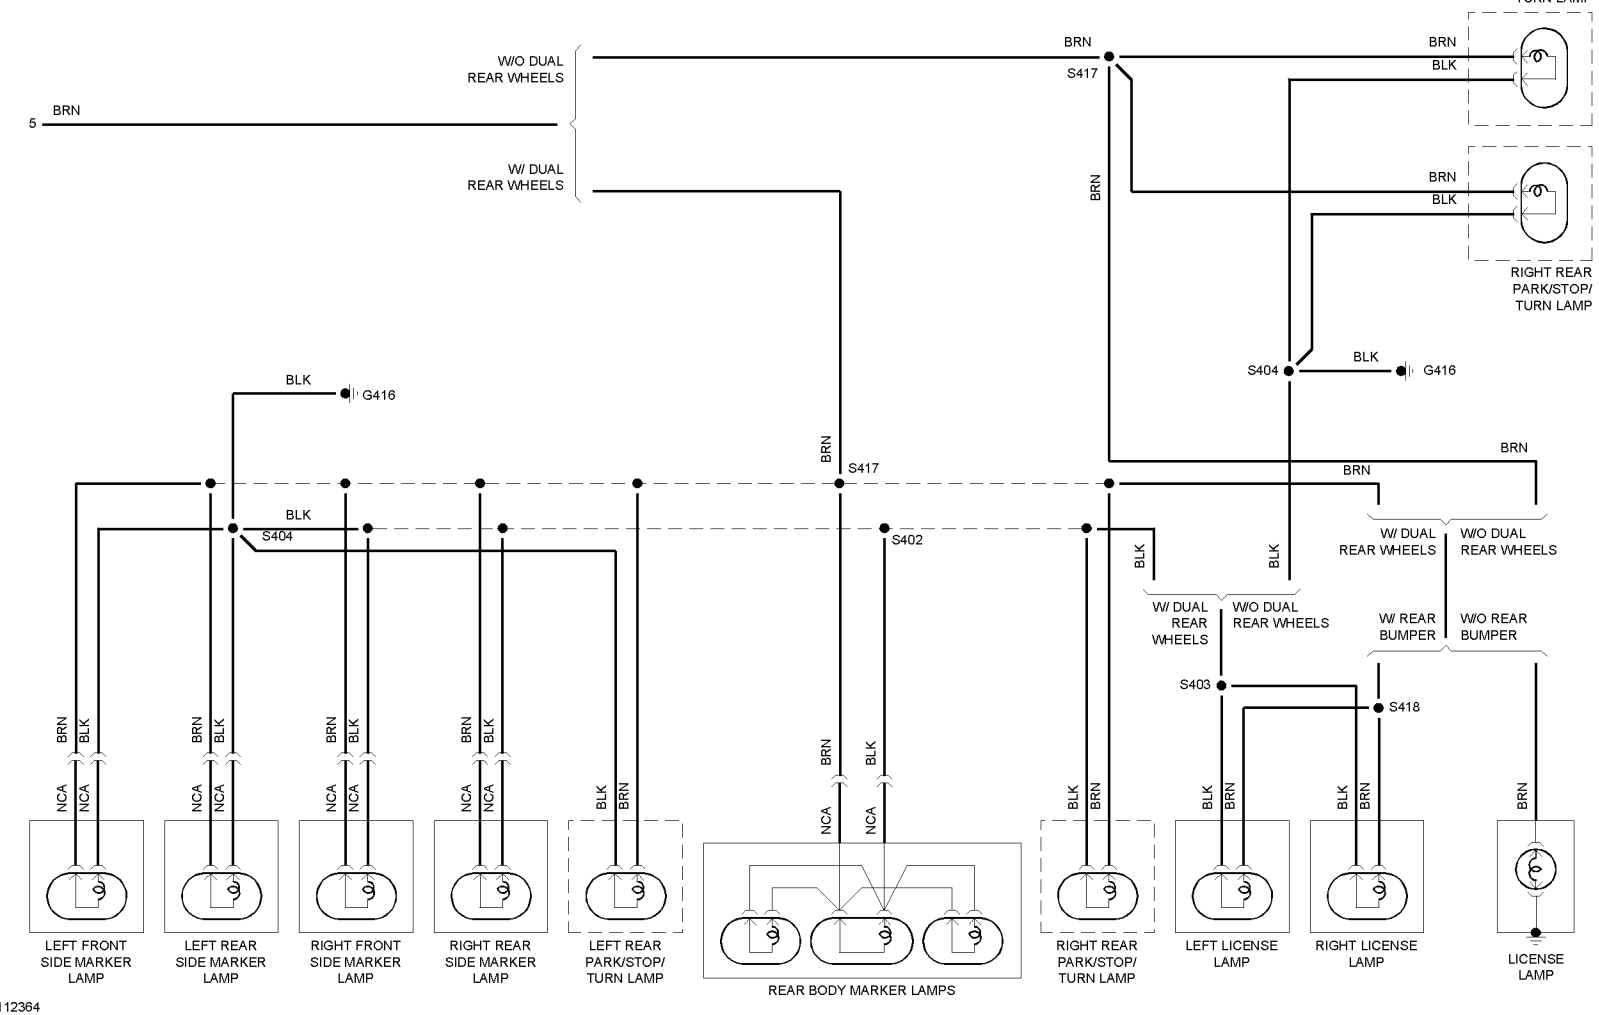 TURN LAMP
BRN
BRN
W/O DUAL
REAR WHEELS
BLK
S417
BRN
5
W/ DUAL
REAR WHEELS
BRN
BLK
BRN
RIGHT REAR
PARK/STOP/
TURN LAMP
BLK
S404
G416
BLK
G416
BRN
BRN
S417
BRN
BLK
S404
S402
W/ DUAL
REAR WHEELS
W/O DUAL
REAR WHEELS
BLK
BLK
W/ DUAL
REAR
WHEELS
W/O DUAL
REAR WHEELS
W/ REAR
BUMPER
W/O REAR
BUMPER
S403
S418
BRN
BLK
BRN
BLK
BRN
BLK
BRN
BLK
BRN
BLK
NCA
NCA
NCA
NCA
NCA
NCA
NCA
NCA
BLK
BRN
NCA
NCA
BLK
BRN
BLK
BRN
BLK
BRN
BRN
LEFT FRONT
SIDE MARKER
LAMP
LEFT REAR
SIDE MARKER
LAMP
RIGHT FRONT
SIDE MARKER
LAMP
RIGHT REAR
SIDE MARKER
LAMP
LEFT REAR
PARK/STOP/
TURN LAMP
REAR BODY MARKER LAMPS
RIGHT REAR
PARK/STOP/
TURN LAMP
LEFT LICENSE
LAMP
RIGHT LICENSE
LAMP
LICENSE
LAMP
112364